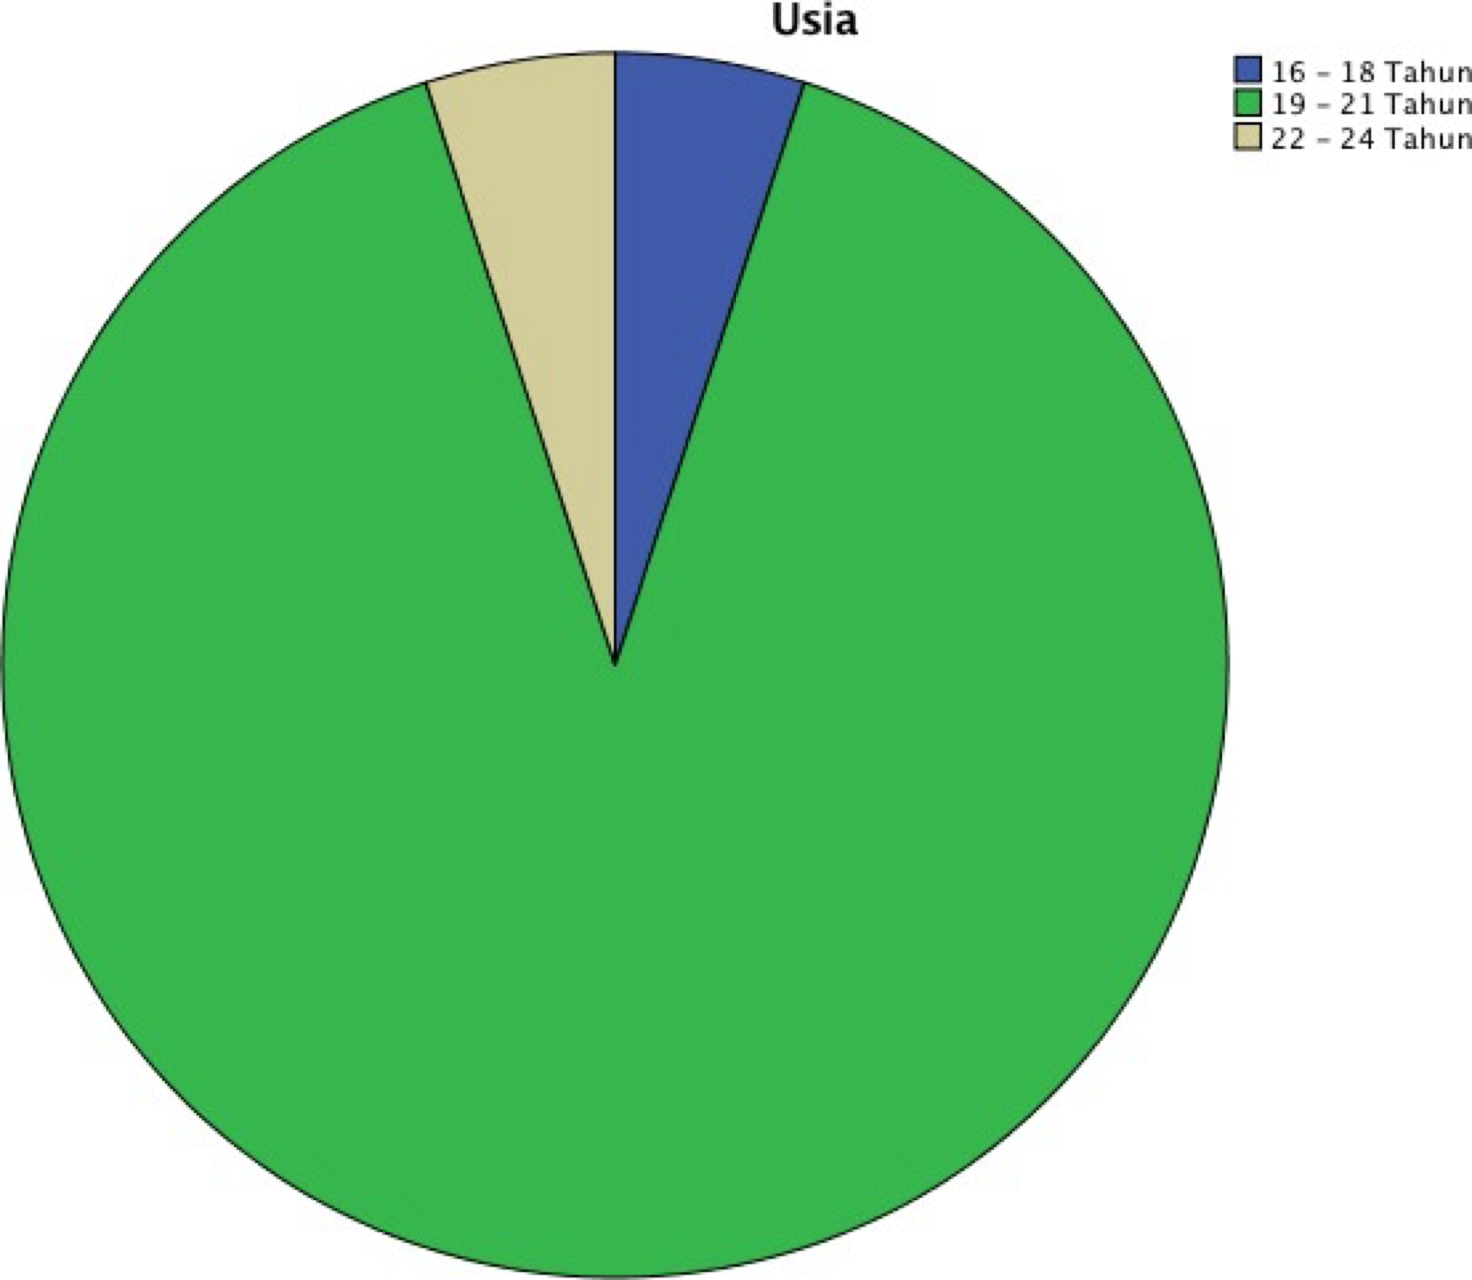 Usia
16 – 18 Tahun
19 – 21 Tahun
22 – 24 Tahun